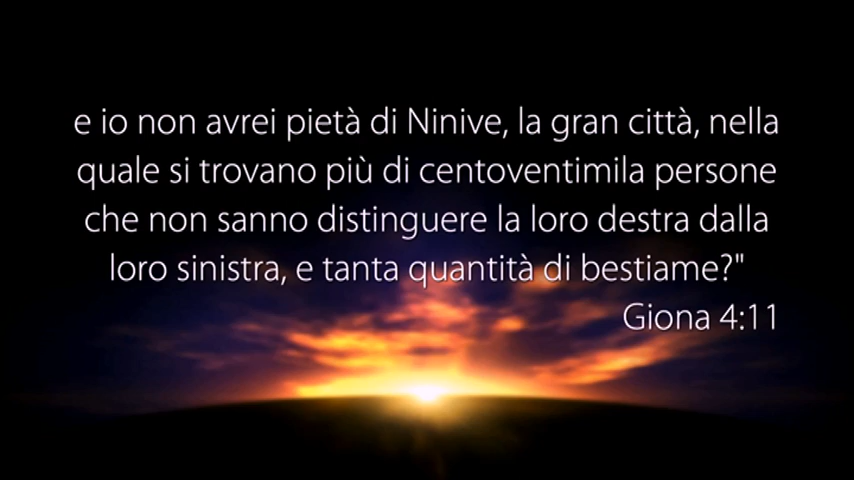 e io non avrei pietà di Ninive, la gran città, nella
quale si trovano più di centoventimila persone
che non sanno distinguere la loro destra dalla
loro sinistra, e tanta quantità di bestiame?"
Giona 4:11